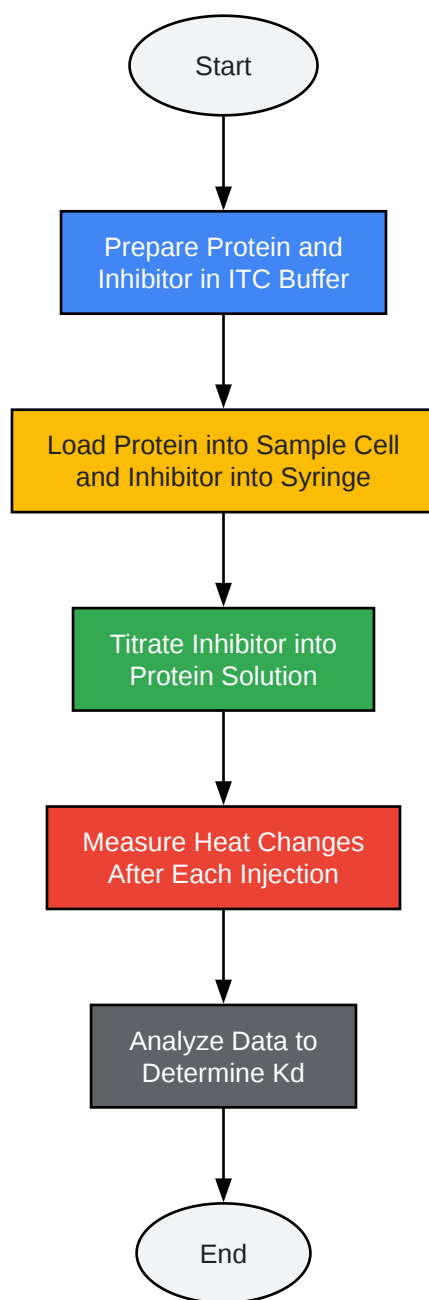 Start
Prepare Protein and
Inhibitor in ITC Buffer
Load Protein into Sample Cell
and Inhibitor into Syringe
Titrate Inhibitor into
Protein Solution
Measure Heat Changes
After Each Injection
Analyze Data to
Determine Kd
End